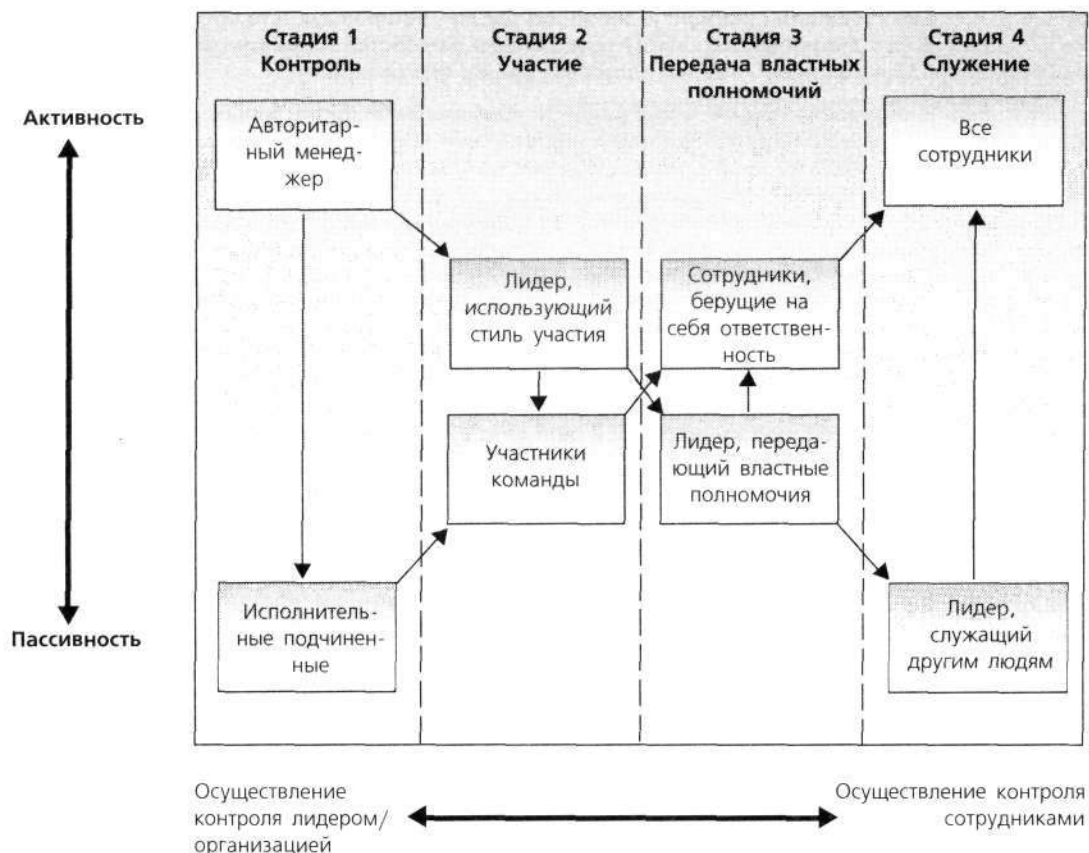 Стадия 1
Контроль
Стадия 2
Участие
Стадия 3
Передача властных
полномочий
Стадия 4
Служение
Активность
Авторитар-
ный менед-
жер
Все
сотрудники
Лидер,
использующий
стиль участия
Сотрудники,
берущие на
себя ответствен-
ность
Участники
команды
Лидер, переда-
ющий властные
полномочия
Пассивность
Исполнитель-
ные подчинен-
ные
Лидер,
служащий
другим людям
Осуществление
контроля лидером/
организацией
Осуществление контроля
сотрудниками